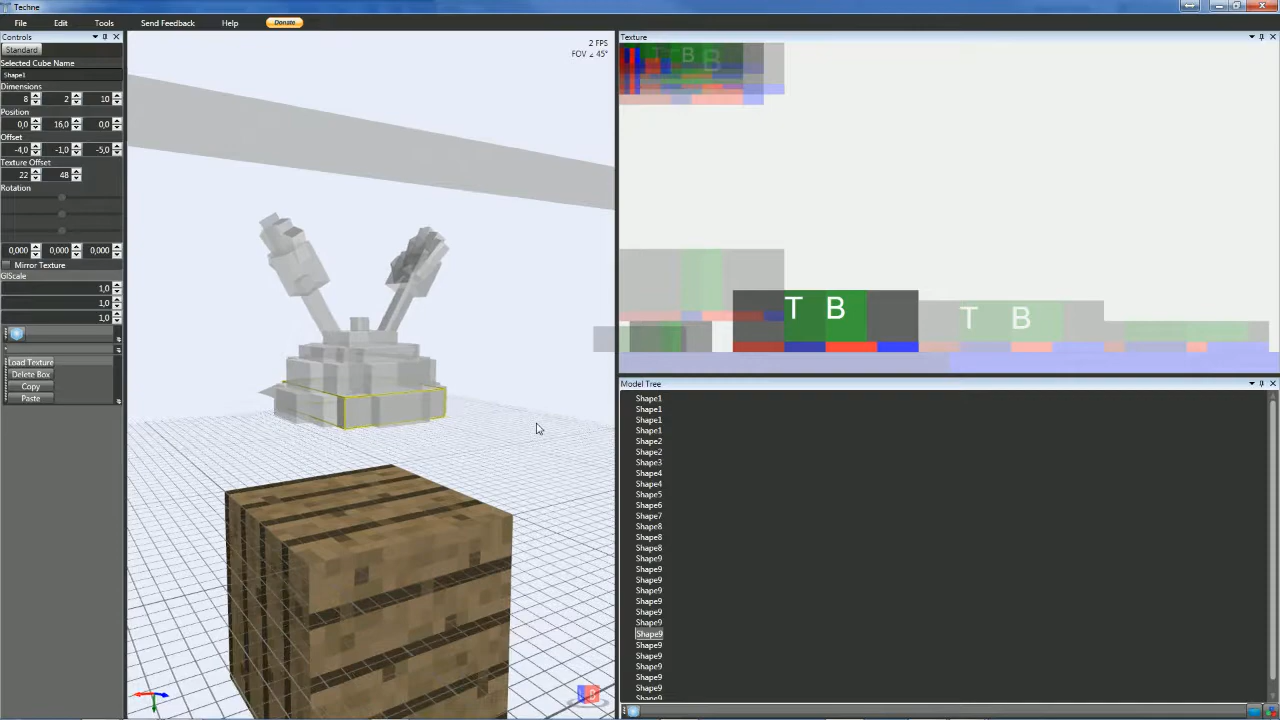 Techne
File Edit Tools Send Feedback Help Donate
Controls
Standard
Selected Cube Name
Shape1
Dimensions
8 2 10
Position
0,0 16,0 0,0
Offset
-4,0 -1,0 -5,0
Texture Offset
22 48
Rotation
0,000 0,000 0,000
Mirror Texture
GlScale
1,0
1,0
1,0
Load Texture
Delete Box
Copy
Paste
2 FPS
FOV ∠ 45°
Texture
T B B
T B
T B
Model Tree
Shape1
Shape1
Shape1
Shape1
Shape2
Shape2
Shape3
Shape4
Shape4
Shape5
Shape6
Shape7
Shape8
Shape8
Shape8
Shape9
Shape9
Shape9
Shape9
Shape9
Shape9
Shape9
Shape9
Shape9
Shape9
Shape9
Shape9
Shape9
Shape9